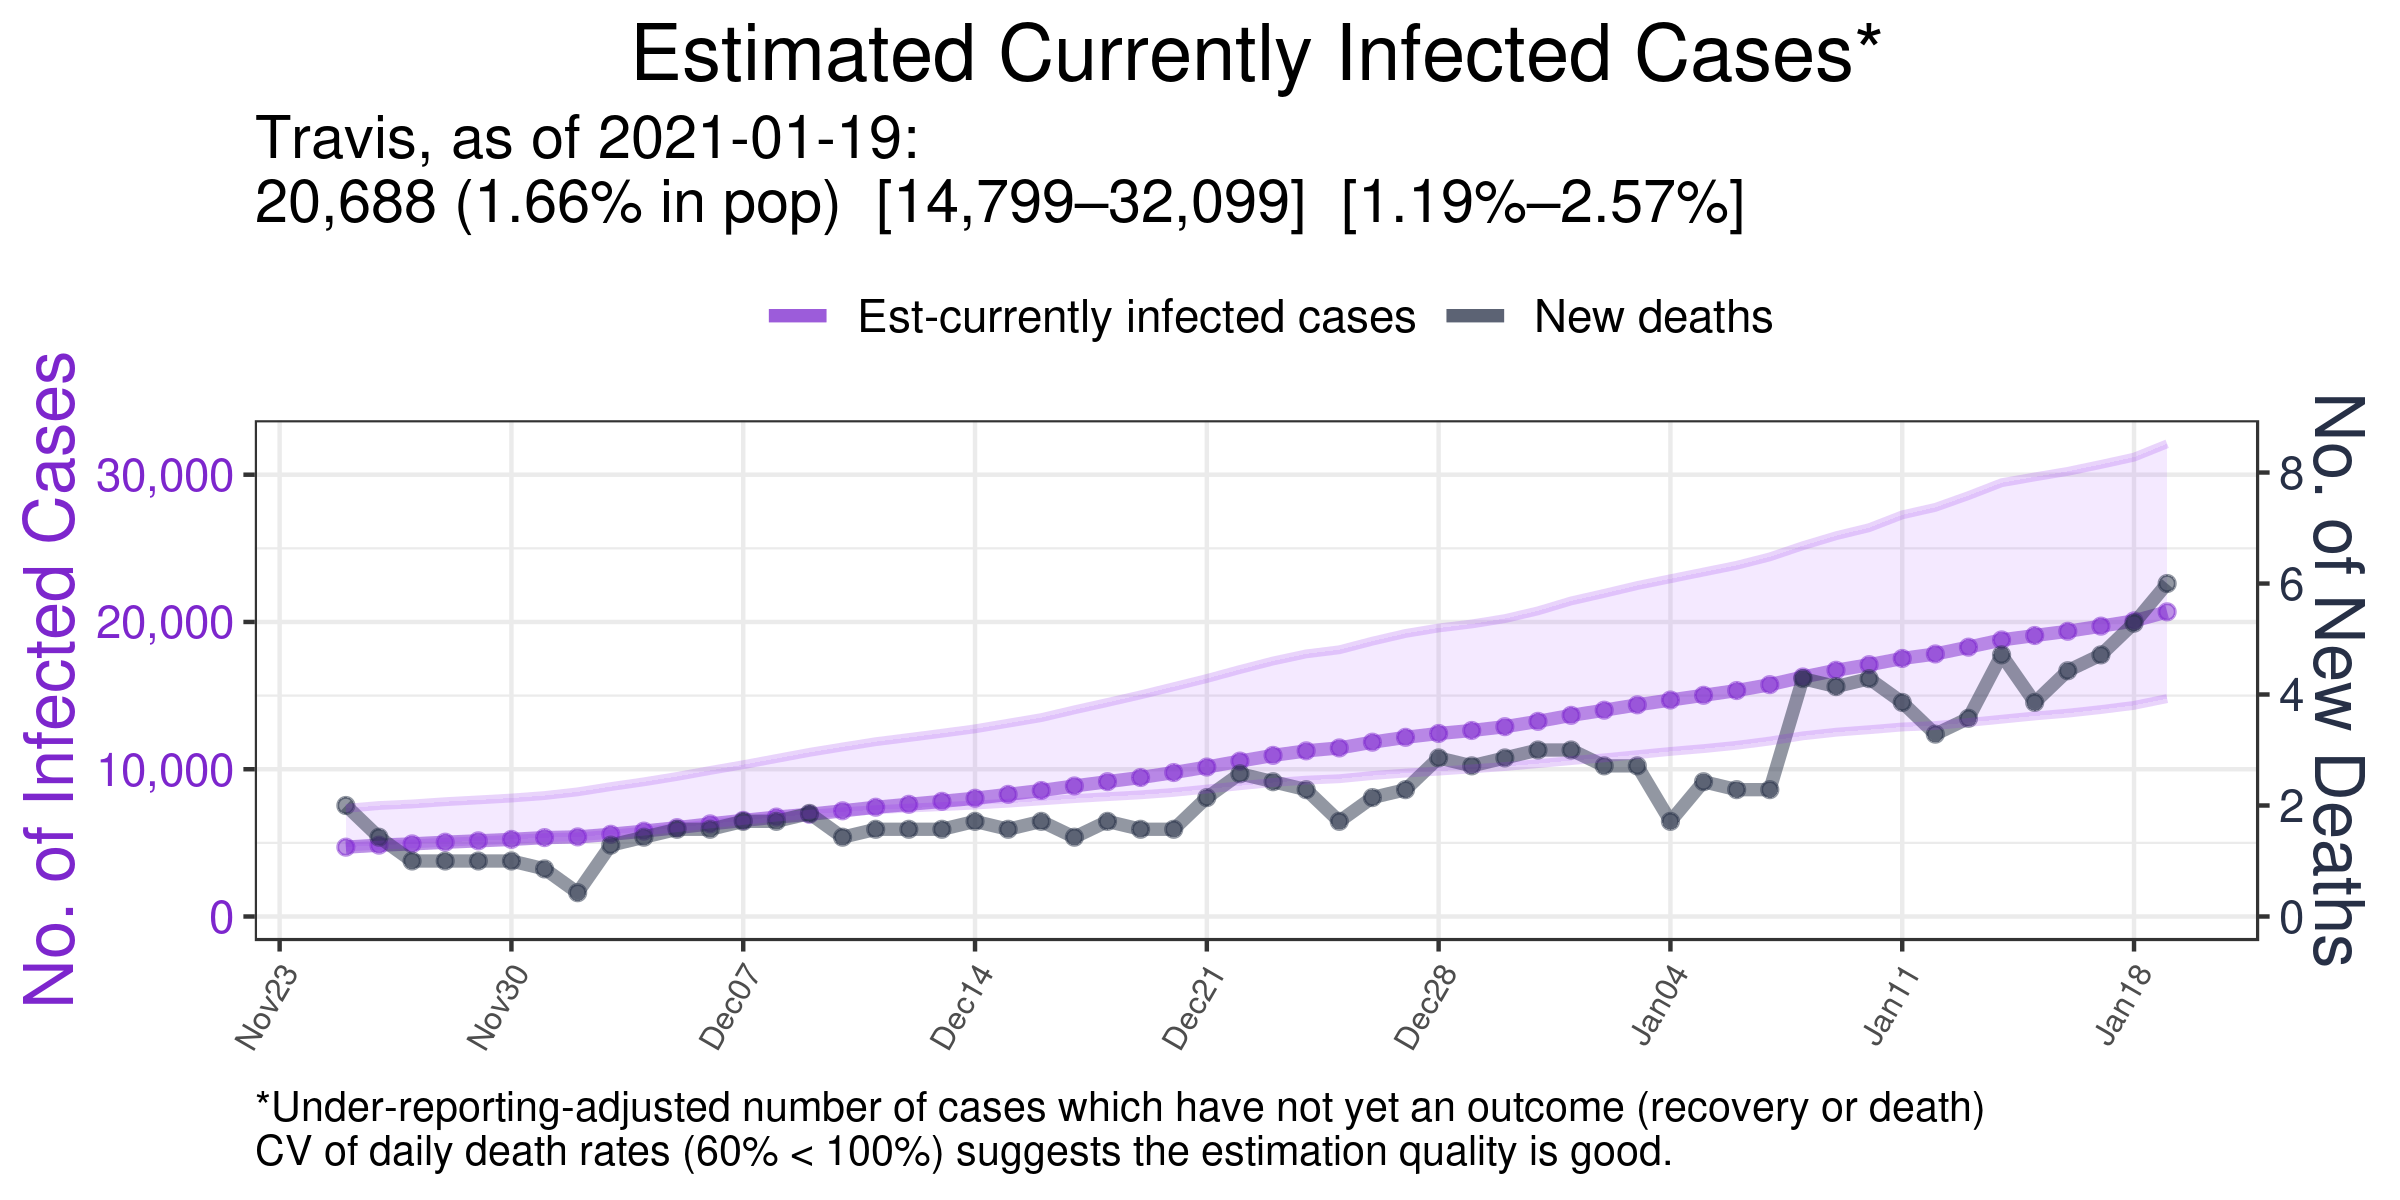 Estimated Currently Infected Cases*
Travis, as of 2021-01-19:
20,688 (1.66% in pop)  [14,799–32,099]  [1.19%–2.57%]
Est-currently infected cases
New deaths
No. of Infected Cases
30,000
20,000
10,000
0
8
6
4
2
0
No. of New Deaths
Nov23
Nov30
Dec07
Dec14
Dec21
Dec28
Jan04
Jan11
Jan18
*Under-reporting-adjusted number of cases which have not yet an outcome (recovery or death)
CV of daily death rates (60% < 100%) suggests the estimation quality is good.